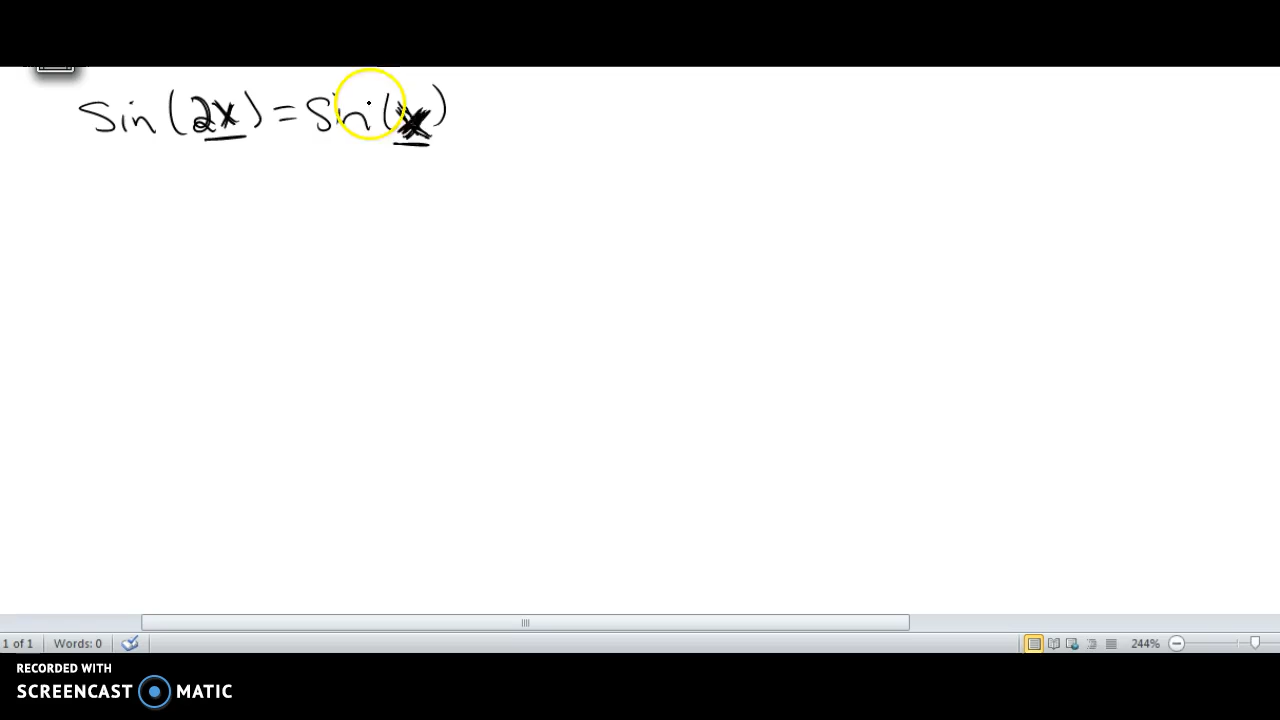 Sin(2x) = Sin(x)
1 of 1 Words: 0 244%
RECORDED WITH
SCREENCAST MATIC